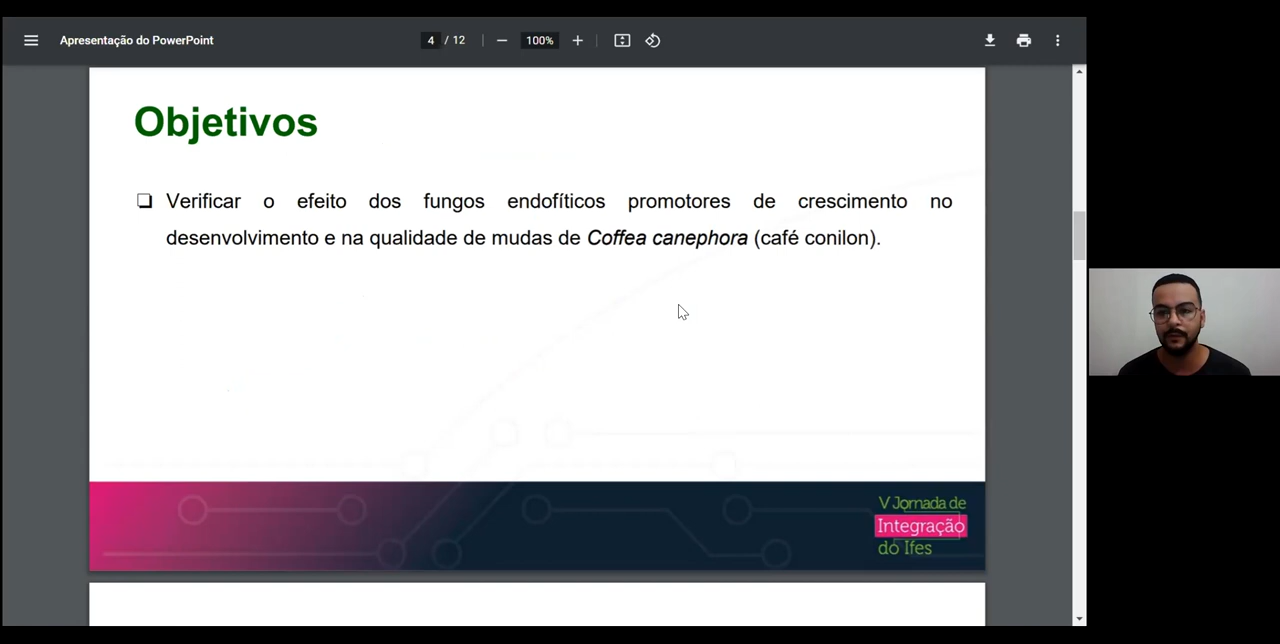 Apresentação do PowerPoint
4 / 12
100%
Objetivos
Verificar o efeito dos fungos endofíticos promotores de crescimento no
desenvolvimento e na qualidade de mudas de Coffea canephora (café conilon).
V Jornada de
Integração
do Ifes